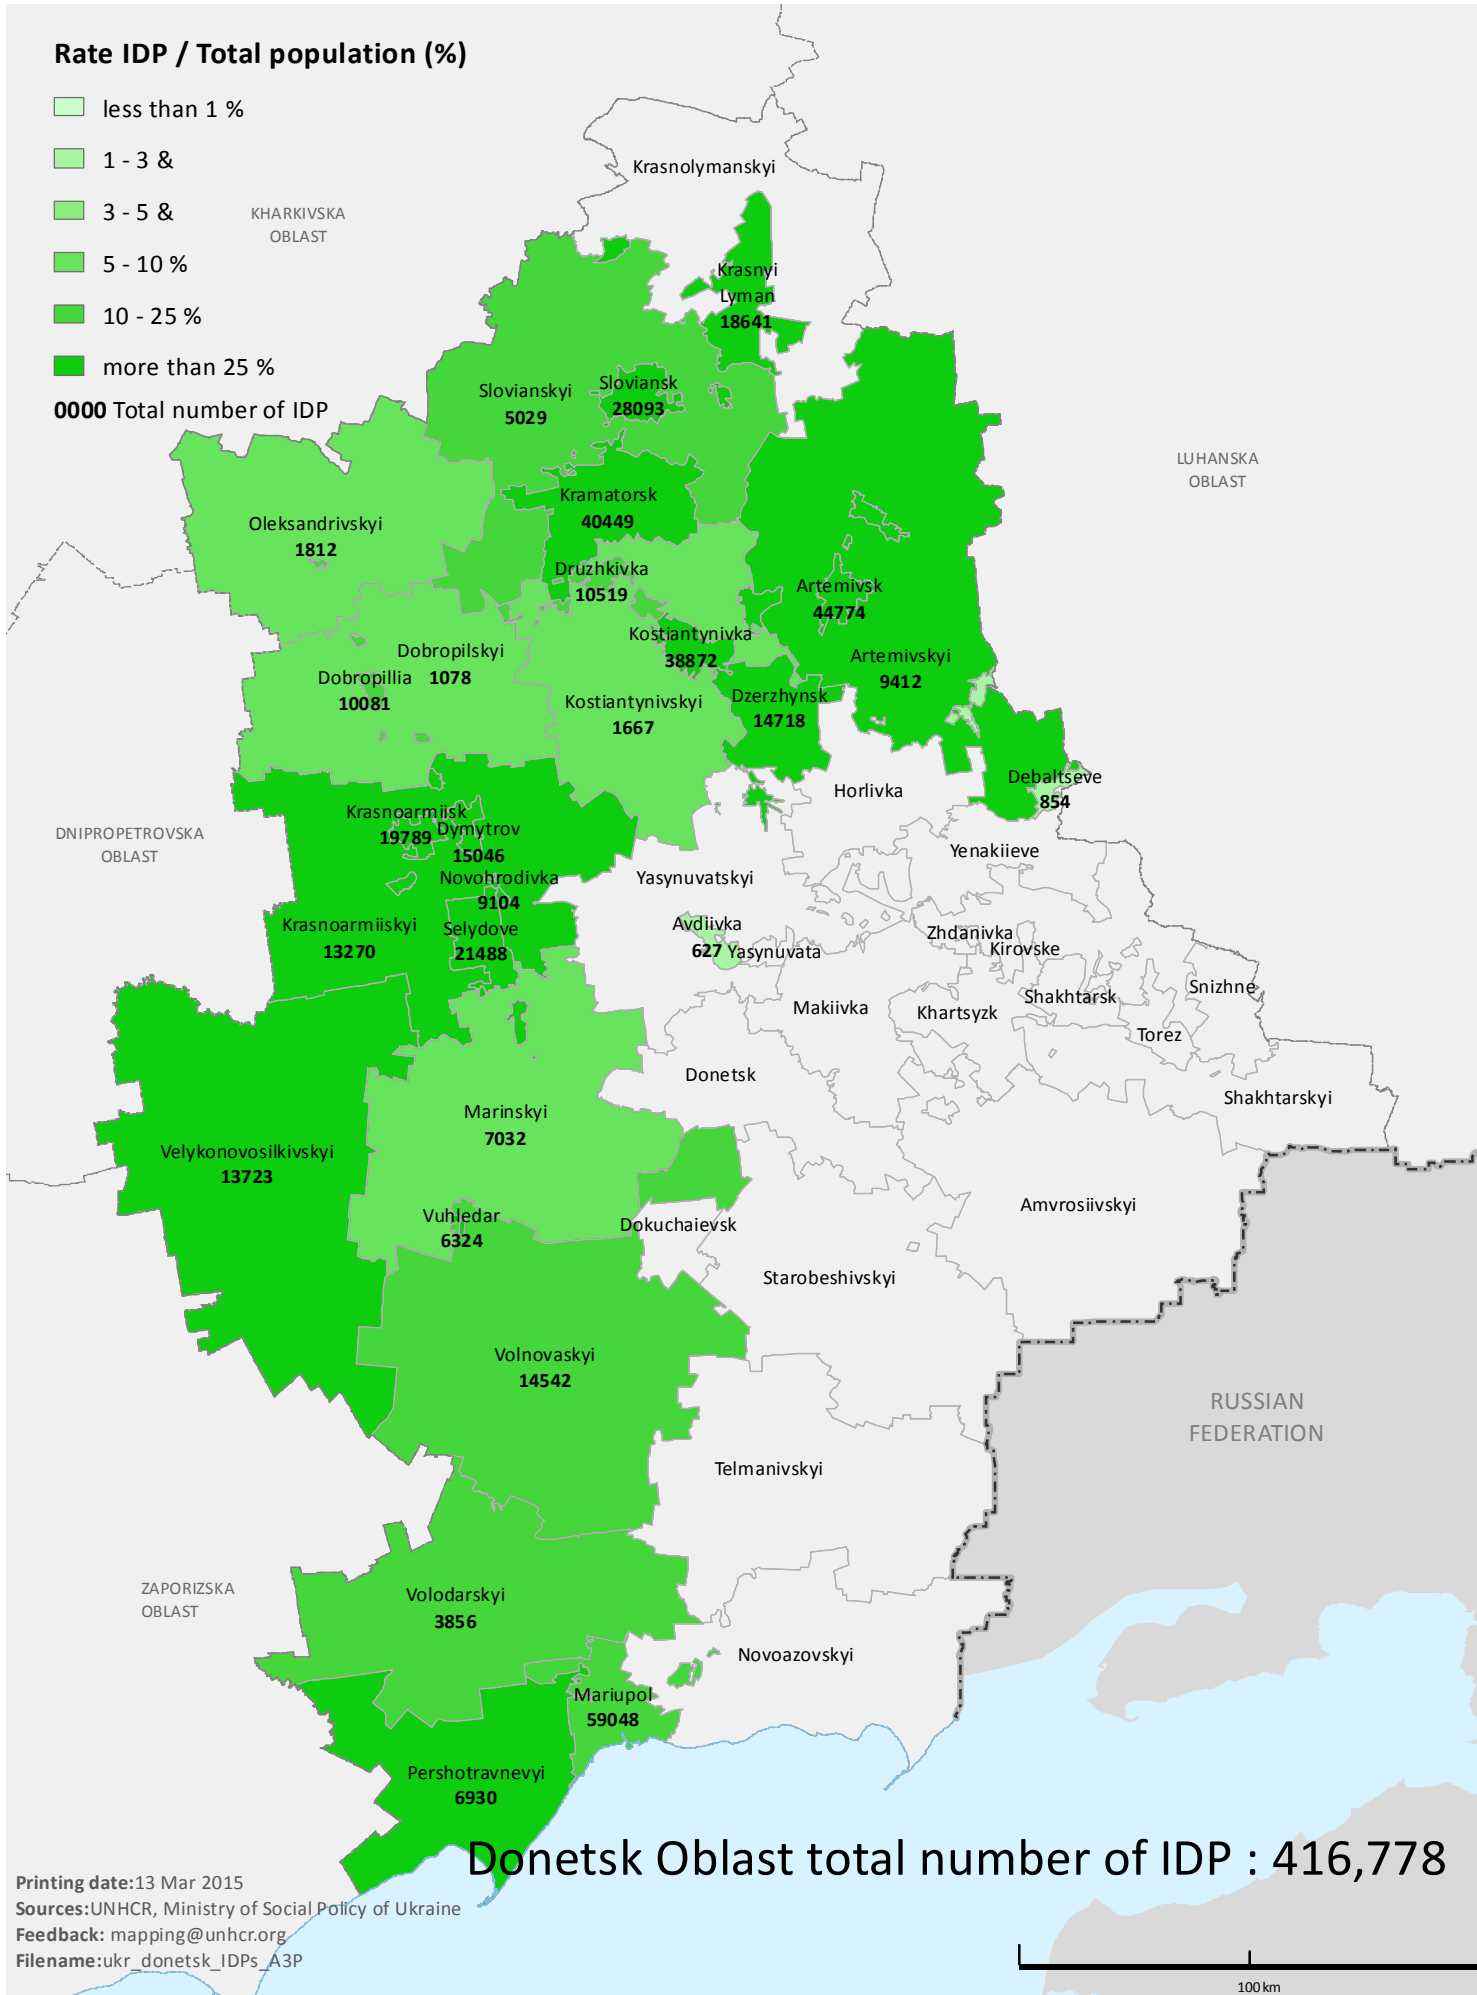 Rate IDP / Total population (%)
less than 1 %
1 - 3 &
3 - 5 &
5 - 10 %
10 - 25 %
more than 25 %
0000 Total number of IDP
KHARKIVSKA
OBLAST
Krasnolymanskyi
Krasnyi
Lyman
18641
Slovianskyi
5029
Sloviansk
28093
LUHANSKA
OBLAST
Oleksandrivskyi
1812
Kramatorsk
40449
Druzhkivka
10519
Artemivsk
44774
Kostiantynivka
38872
Dobropilskyi
1078
Dobropillia
10081
Artemivskyi
9412
Kostiantynivskyi
1667
Dzerzhynsk
14718
Debaltseve
854
Horlivka
DNIPROPETROVSKA
OBLAST
Krasnoarmiisk
19789
Dymytrov
15046
Yenakiieve
Novohrodivka
9104
Yasynuvatskyi
Krasnoarmiiskyi
13270
Selydove
21488
Avdiivka
627
Yasynuvata
Zhdanivka
Kirovske
Makiivka
Khartsyzk
Shakhtarsk
Snizhne
Torez
Donetsk
Shakhtarskyi
Marinskyi
7032
Velykonovosilkivskyi
13723
Vuhledar
6324
Dokuchaievsk
Amvrosiivskyi
Starobeshivskyi
Volnovaskyi
14542
RUSSIAN
FEDERATION
Telmanivskyi
ZAPORIZSKA
OBLAST
Volodarskyi
3856
Novoazovskyi
Mariupol
59048
Pershotravnevyi
6930
Donetsk Oblast total number of IDP : 416,778
Printing date:13 Mar 2015
Sources:UNHCR, Ministry of Social Policy of Ukraine
Feedback: mapping@unhcr.org
Filename:ukr_donetsk_IDPs_A3P
100 km